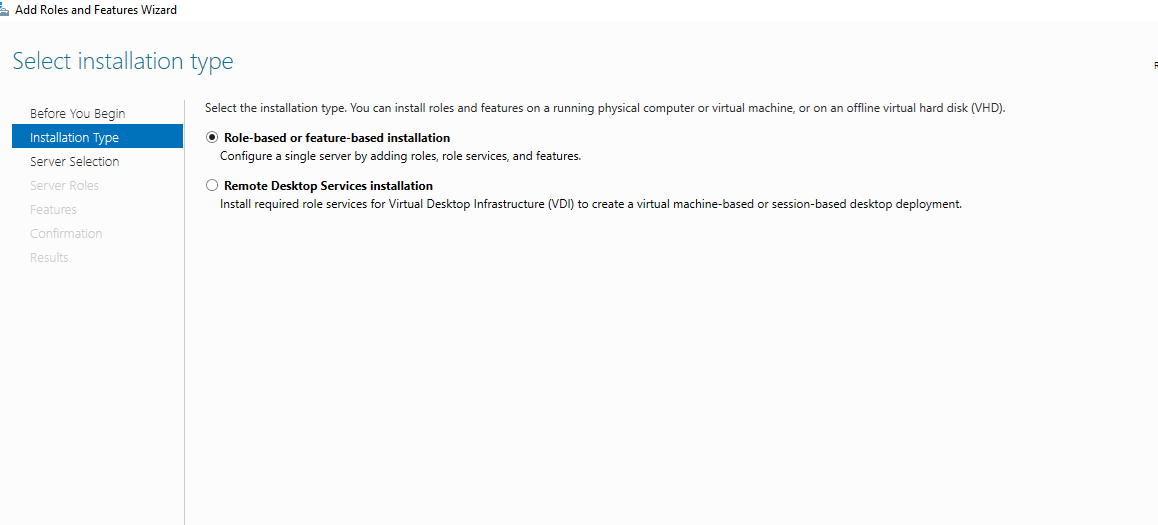 Add Roles and Features Wizard
Select installation type
Before You Begin
Installation Type
Server Selection
Server Roles
Features
Confirmation
Results
Select the installation type. You can install roles and features on a running physical computer or virtual machine, or on an offline virtual hard disk (VHD).
Role-based or feature-based installation
Configure a single server by adding roles, role services, and features.
Remote Desktop Services installation
Install required role services for Virtual Desktop Infrastructure (VDI) to create a virtual machine-based or session-based desktop deployment.